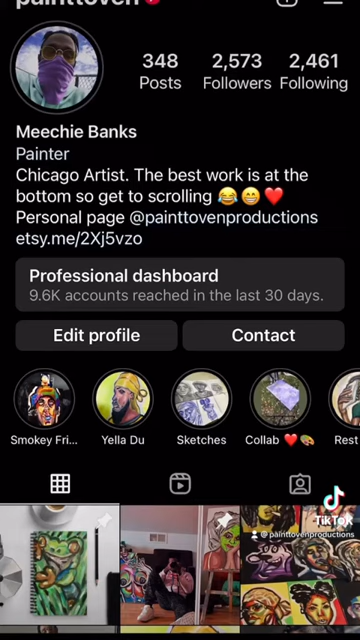 painttoven
348 2,573 2,461
Posts Followers Following
Meechie Banks
Painter
Chicago Artist. The best work is at the
bottom so get to scrolling 😂😁❤️
Personal page @painttovenproductions
etsy.me/2Xj5vzo
Professional dashboard
9.6K accounts reached in the last 30 days.
Edit profile Contact
Smokey Fri... Yella Du Sketches Collab ❤️🎨 Rest
TikTok
@painttovenproductions